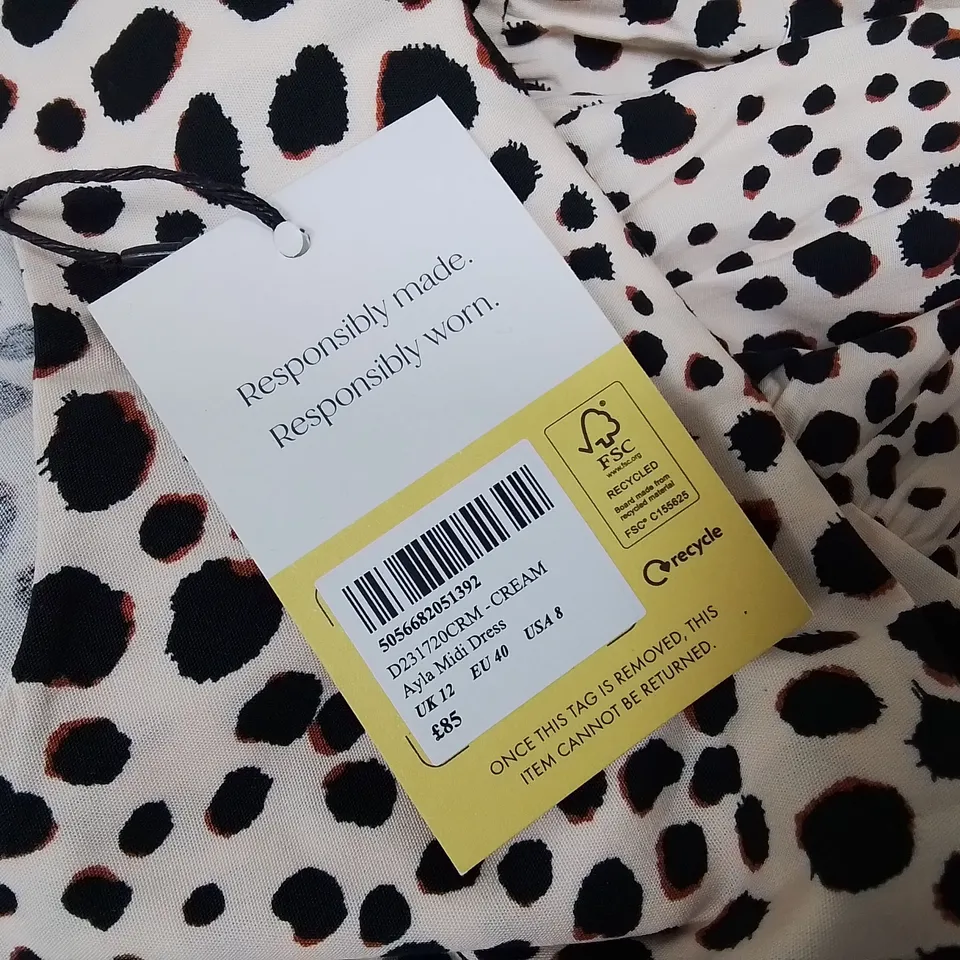 Responsibly made.
Responsibly worn.
FSC
www.fsc.org
RECYCLED
Board made from
recycled material
FSC® C155625
recycle
5056682051392
D231720CRM -CREAM
Ayla Midi Dress
UK 12 EU 40 USA 8
£85
ONCE THIS TAG IS REMOVED, THIS
ITEM CANNOT BE RETURNED.